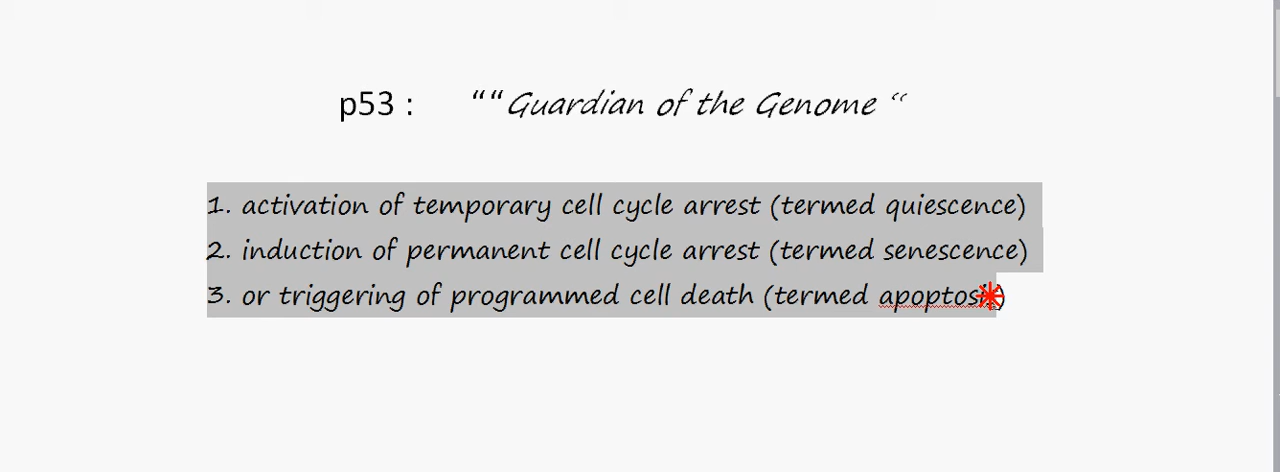 p53 : ““Guardian of the Genome “
1. activation of temporary cell cycle arrest (termed quiescence)
2. induction of permanent cell cycle arrest (termed senescence)
3. or triggering of programmed cell death (termed apoptosis)